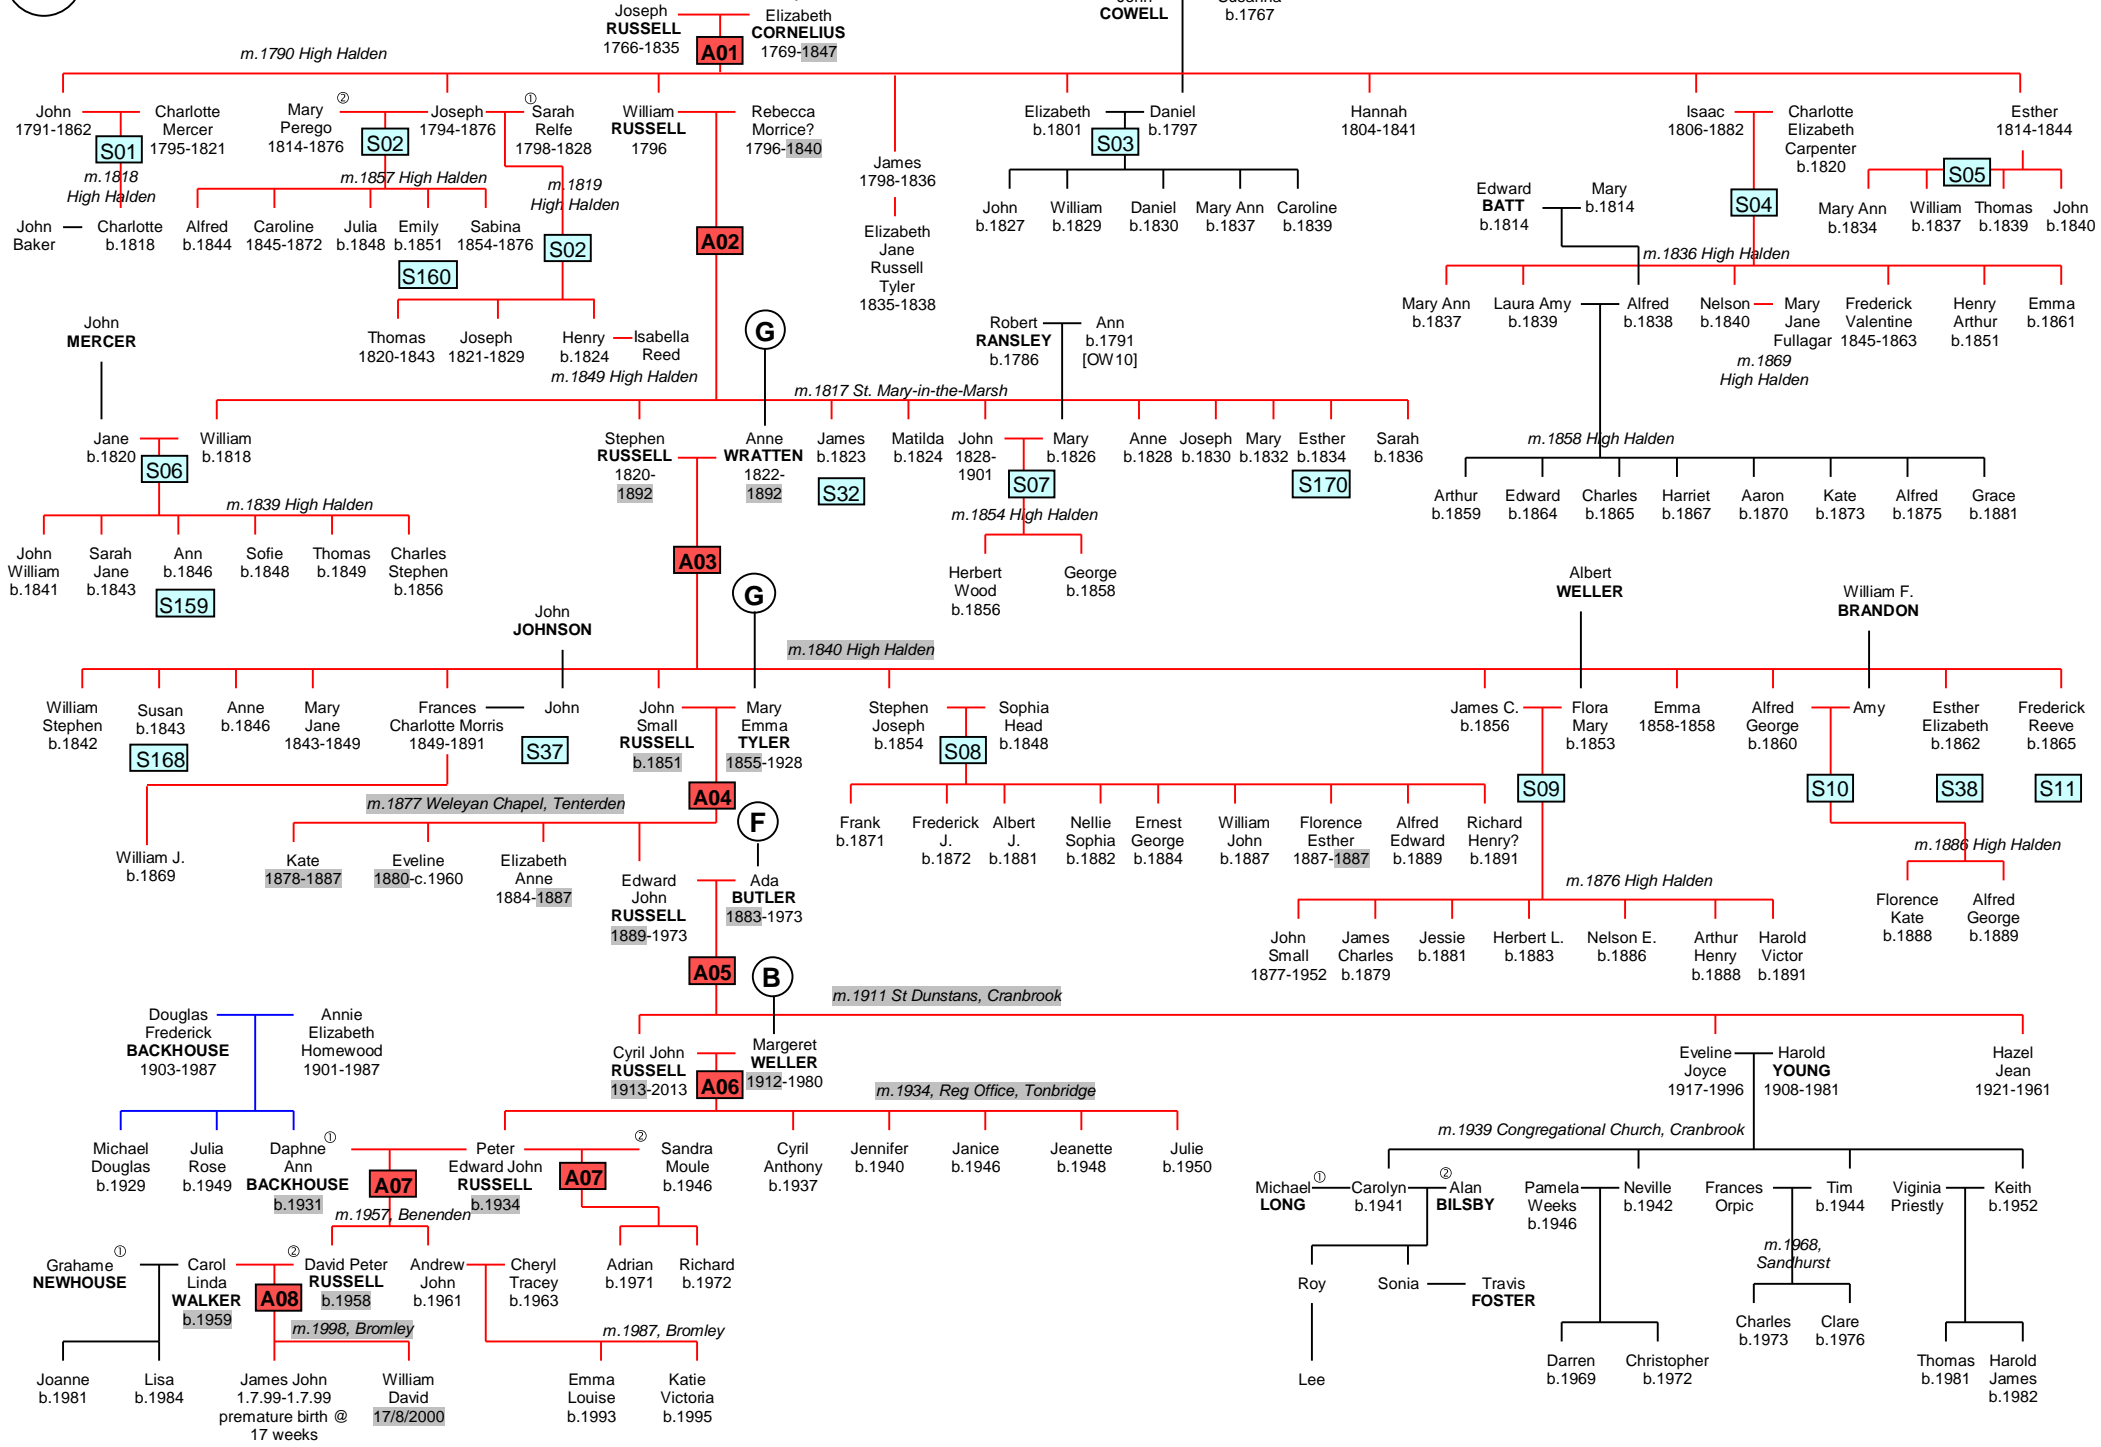 Joseph
RUSSELL
1766-1835
Elizabeth
CORNELIUS
1769-1847
A01
COWELL
b.1767
m.1790 High Halden
John
1791-1862
Charlotte
Mercer
1795-1821
S01
m.1818
High Halden
②
Mary
Perego
1814-1876
S02
Joseph
1794-1876
①
Sarah
Relfe
1798-1828
m.1857 High Halden
m.1819
High Halden
William
RUSSELL
1796
Rebecca
Morrice?
1796-1840
James
1798-1836
Elizabeth
b.1801
Daniel
b.1797
S03
Hannah
1804-1841
Isaac
1806-1882
Charlotte
Elizabeth
Carpenter
b.1820
Esther
1814-1844
S05
John
Baker
Charlotte
b.1818
Alfred
b.1844
Caroline
1845-1872
Julia
b.1848
Emily
b.1851
Sabina
1854-1876
S160
S02
A02
Elizabeth
Jane
Russell
Tyler
1835-1838
John
b.1827
William
b.1829
Daniel
b.1830
Mary Ann
b.1837
Caroline
b.1839
Edward
BATT
b.1814
Mary
b.1814
S04
Mary Ann
b.1834
William
b.1837
Thomas
b.1839
John
b.1840
m.1836 High Halden
John
MERCER
Thomas
1820-1843
Joseph
1821-1829
Henry
b.1824
Isabella
Reed
m.1849 High Halden
G
Robert
RANSLEY
b.1786
Ann
b.1791
[OW10]
Mary Ann
b.1837
Laura Amy
b.1839
Alfred
b.1838
Nelson
b.1840
Mary
Jane
Fullagar
m.1869
High Halden
Frederick
Valentine
1845-1863
Henry
Arthur
b.1851
Emma
b.1861
m.1817 St. Mary-in-the-Marsh
Jane
b.1820
William
b.1818
S06
Stephen
RUSSELL
1820-
1892
Anne
WRATTEN
1822-
1892
James
b.1823
S32
Matilda
b.1824
John
1828-
1901
Mary
b.1826
S07
Anne
b.1828
Joseph
b.1830
Mary
b.1832
Esther
b.1834
S170
Sarah
b.1836
m.1858 High Halden
Arthur
b.1859
Edward
b.1864
Charles
b.1865
Harriet
b.1867
Aaron
b.1870
Kate
b.1873
Alfred
b.1875
Grace
b.1881
m.1839 High Halden
m.1854 High Halden
John
William
b.1841
Sarah
Jane
b.1843
Ann
b.1846
S159
Sofie
b.1848
Thomas
b.1849
Charles
Stephen
b.1856
A03
Herbert
Wood
b.1856
George
b.1858
John
JOHNSON
G
Albert
WELLER
William F.
BRANDON
m.1840 High Halden
William
Stephen
b.1842
Susan
b.1843
S168
Anne
b.1846
Mary
Jane
1843-1849
Frances
Charlotte Morris
1849-1891
John
S37
John
Small
RUSSELL
b.1851
Mary
Emma
TYLER
1855-1928
A04
Stephen
Joseph
b.1854
Sophia
Head
b.1848
S08
James C.
b.1856
Flora
Mary
b.1853
S09
Emma
1858-1858
Alfred
George
b.1860
Amy
S10
Esther
Elizabeth
b.1862
S38
Frederick
Reeve
b.1865
S11
m.1877 Weleyan Chapel, Tenterden
F
William J.
b.1869
Kate
1878-1887
Eveline
1880-c.1960
Elizabeth
Anne
1884-1887
Edward
John
RUSSELL
1889-1973
Ada
BUTLER
1883-1973
Frank
b.1871
Frederick
J.
b.1872
Albert
J.
b.1881
Nellie
Sophia
b.1882
Ernest
George
b.1884
William
John
b.1887
Florence
Esther
1887-1887
Alfred
Edward
b.1889
Richard
Henry?
b.1891
m.1886 High Halden
m.1876 High Halden
Florence
Kate
b.1888
Alfred
George
b.1889
John
Small
1877-1952
James
Charles
b.1879
Jessie
b.1881
Herbert L.
b.1883
Nelson E.
b.1886
Arthur
Henry
b.1888
Harold
Victor
b.1891
A05
B
m.1911 St Dunstans, Cranbrook
Douglas
Frederick
BACKHOUSE
1903-1987
Annie
Elizabeth
Homewood
1901-1987
Cyril John
RUSSELL
1913-2013
Margeret
WELLER
1912-1980
A06
m.1934, Reg Office, Tonbridge
Eveline
Joyce
1917-1996
Harold
YOUNG
1908-1981
Hazel
Jean
1921-1961
m.1939 Congregational Church, Cranbrook
Michael
Douglas
b.1929
Julia
Rose
b.1949
Daphne
①
Ann
BACKHOUSE
b.1931
A07
Peter
Edward John
RUSSELL
b.1934
A07
②
Sandra
Moule
b.1946
Cyril
Anthony
b.1937
Jennifer
b.1940
Janice
b.1946
Jeanette
b.1948
Julie
b.1950
m.1957, Benenden
Michael
①
LONG
Carolyn
b.1941
②
Alan
BILSBY
Pamela
Weeks
b.1946
Neville
b.1942
Frances
Orpic
Tim
b.1944
Viginia
Priestly
Keith
b.1952
m.1968,
Sandhurst
Grahame
①
NEWHOUSE
Carol
Linda
WALKER
b.1959
②
A08
David Peter
RUSSELL
b.1958
Andrew
John
b.1961
Cheryl
Tracey
b.1963
Adrian
b.1971
Richard
b.1972
m.1998, Bromley
m.1987, Bromley
Roy
Sonia
Travis
FOSTER
Charles
b.1973
Clare
b.1976
Joanne
b.1981
Lisa
b.1984
James John
1.7.99-1.7.99
premature birth @
17 weeks
William
David
17/8/2000
Emma
Louise
b.1993
Katie
Victoria
b.1995
Lee
Darren
b.1969
Christopher
b.1972
Thomas
b.1981
Harold
James
b.1982